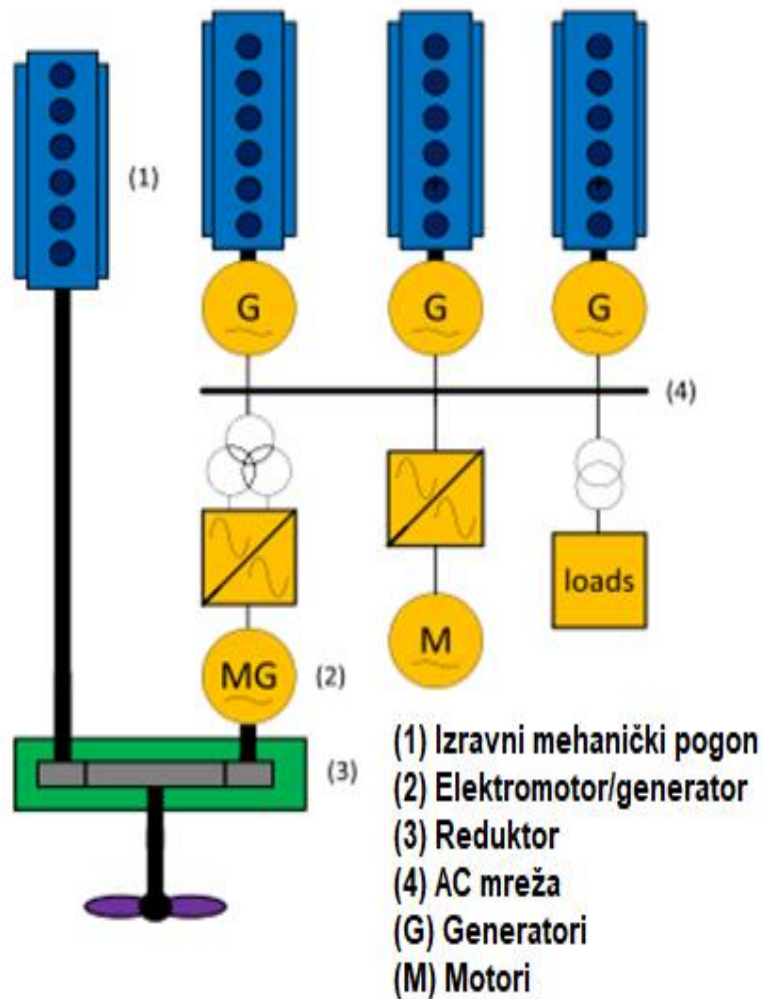 (1)
G
G
G
(4)
loads
M
MG
(2)
(3)
(1) Izravni mehanički pogon
(2) Elektromotor/generator
(3) Reduktor
(4) AC mreža
(G) Generatori
(M) Motori